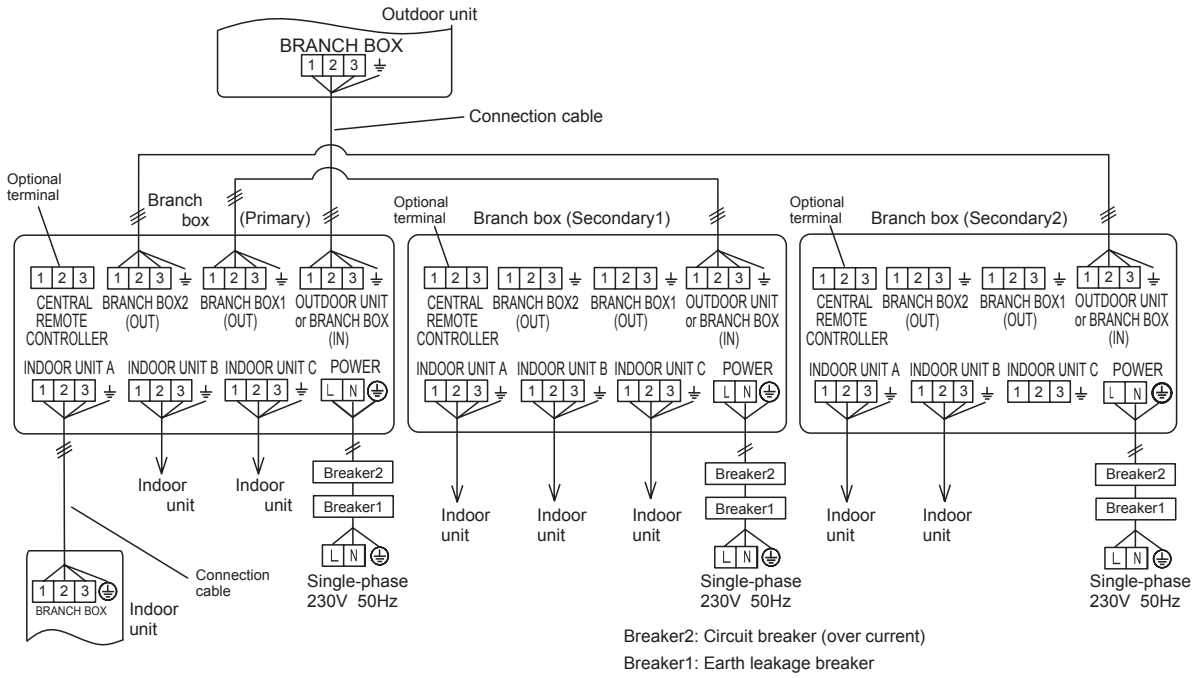 Outdoor unit
BRANCH BOX
1 2 3
Connection cable
Optional
terminal
Branch
box
(Primary)
Optional
terminal
Branch box (Secondary1)
Optional
terminal
Branch box (Secondary2)
1 2 3
1 2 3
1 2 3
1 2 3
CENTRAL
REMOTE
CONTROLLER
BRANCH BOX2
(OUT)
BRANCH BOX1
(OUT)
OUTDOOR UNIT
or BRANCH BOX
(IN)
INDOOR UNIT A
INDOOR UNIT B
INDOOR UNIT C
POWER
1 2 3
1 2 3
1 2 3
L N
1 2 3
1 2 3
1 2 3
1 2 3
CENTRAL
REMOTE
CONTROLLER
BRANCH BOX2
(OUT)
BRANCH BOX1
(OUT)
OUTDOOR UNIT
or BRANCH BOX
(IN)
INDOOR UNIT A
INDOOR UNIT B
INDOOR UNIT C
POWER
1 2 3
1 2 3
1 2 3
L N
1 2 3
1 2 3
1 2 3
1 2 3
CENTRAL
REMOTE
CONTROLLER
BRANCH BOX2
(OUT)
BRANCH BOX1
(OUT)
OUTDOOR UNIT
or BRANCH BOX
(IN)
INDOOR UNIT A
INDOOR UNIT B
INDOOR UNIT C
POWER
1 2 3
1 2 3
1 2 3
L N
Indoor
unit
Indoor
unit
Breaker2
Breaker1
L N
Single-phase
230V 50Hz
Indoor
unit
Indoor
unit
Indoor
unit
Breaker2
Breaker1
L N
Single-phase
230V 50Hz
Indoor
unit
Indoor
unit
Breaker2
Breaker1
L N
Single-phase
230V 50Hz
Connection
cable
1 2 3
BRANCH BOX
Indoor
unit
Breaker2: Circuit breaker (over current)
Breaker1: Earth leakage breaker